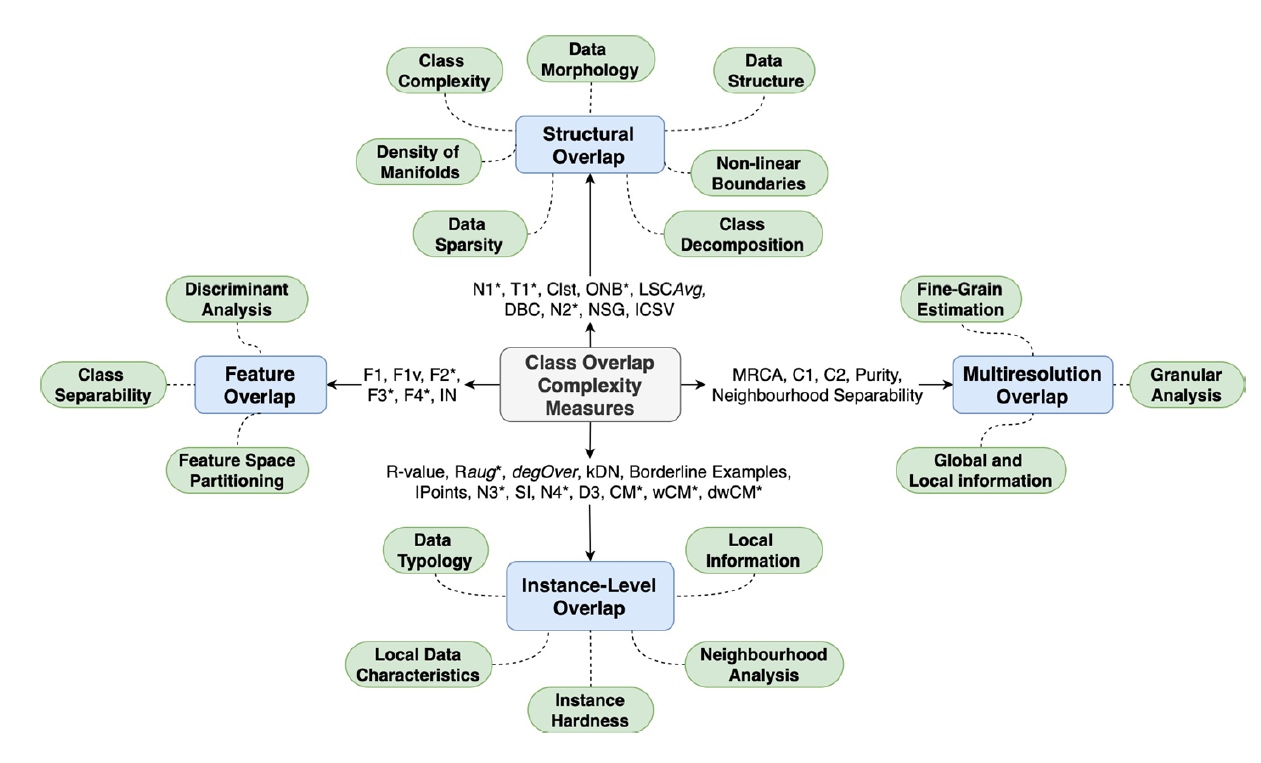 Class
Complexity
Data
Morphology
Data
Structure
Structural
Overlap
Density of
Manifolds
Non-linear
Boundaries
Data
Sparsity
Class
Decomposition
N1*, T1*, Clst, ONB*, LSCAvg,
DBC, N2*, NSG, ICSV
Discriminant
Analysis
Class
Separability
Feature
Overlap
Feature Space
Partitioning
F1, F1v, F2*,
F3*, F4*, IN
Class Overlap
Complexity
Measures
MRCA, C1, C2, Purity,
Neighbourhood Separability
Fine-Grain
Estimation
Multiresolution
Overlap
Granular
Analysis
Global and
Local information
R-value, Raug*, degOver, kDN, Borderline Examples,
IPoints, N3*, SI, N4*, D3, CM*, wCM*, dwCM*
Data
Typology
Local
Information
Instance-Level
Overlap
Local Data
Characteristics
Instance
Hardness
Neighbourhood
Analysis